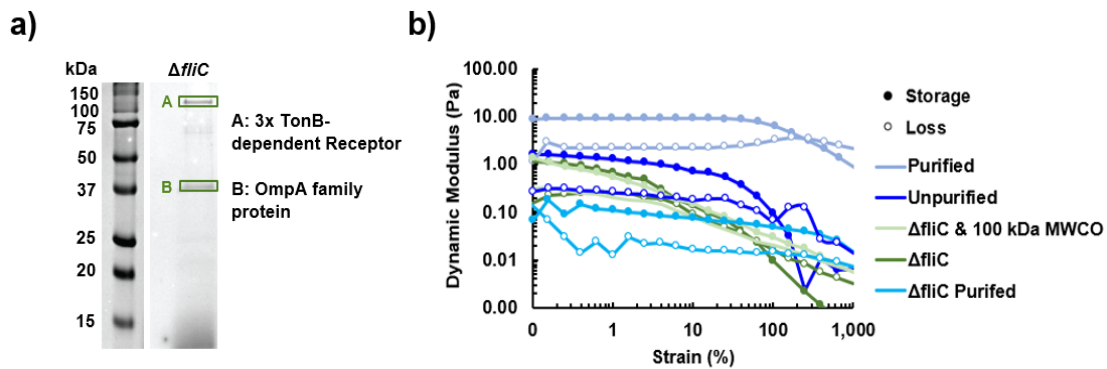 a)
kDa
ΔfliC
150
100
75
50
37
25
20
15
A
B
A: 3x TonB-
dependent Receptor
B: OmpA family
protein
b)
Dynamic Modulus (Pa)
100.00
10.00
1.00
0.10
0.01
0.00
0
1
10
100
1,000
Strain (%)
Storage
Loss
Purified
Unpurified
ΔfliC & 100 kDa MWCO
ΔfliC
ΔfliC Purifed